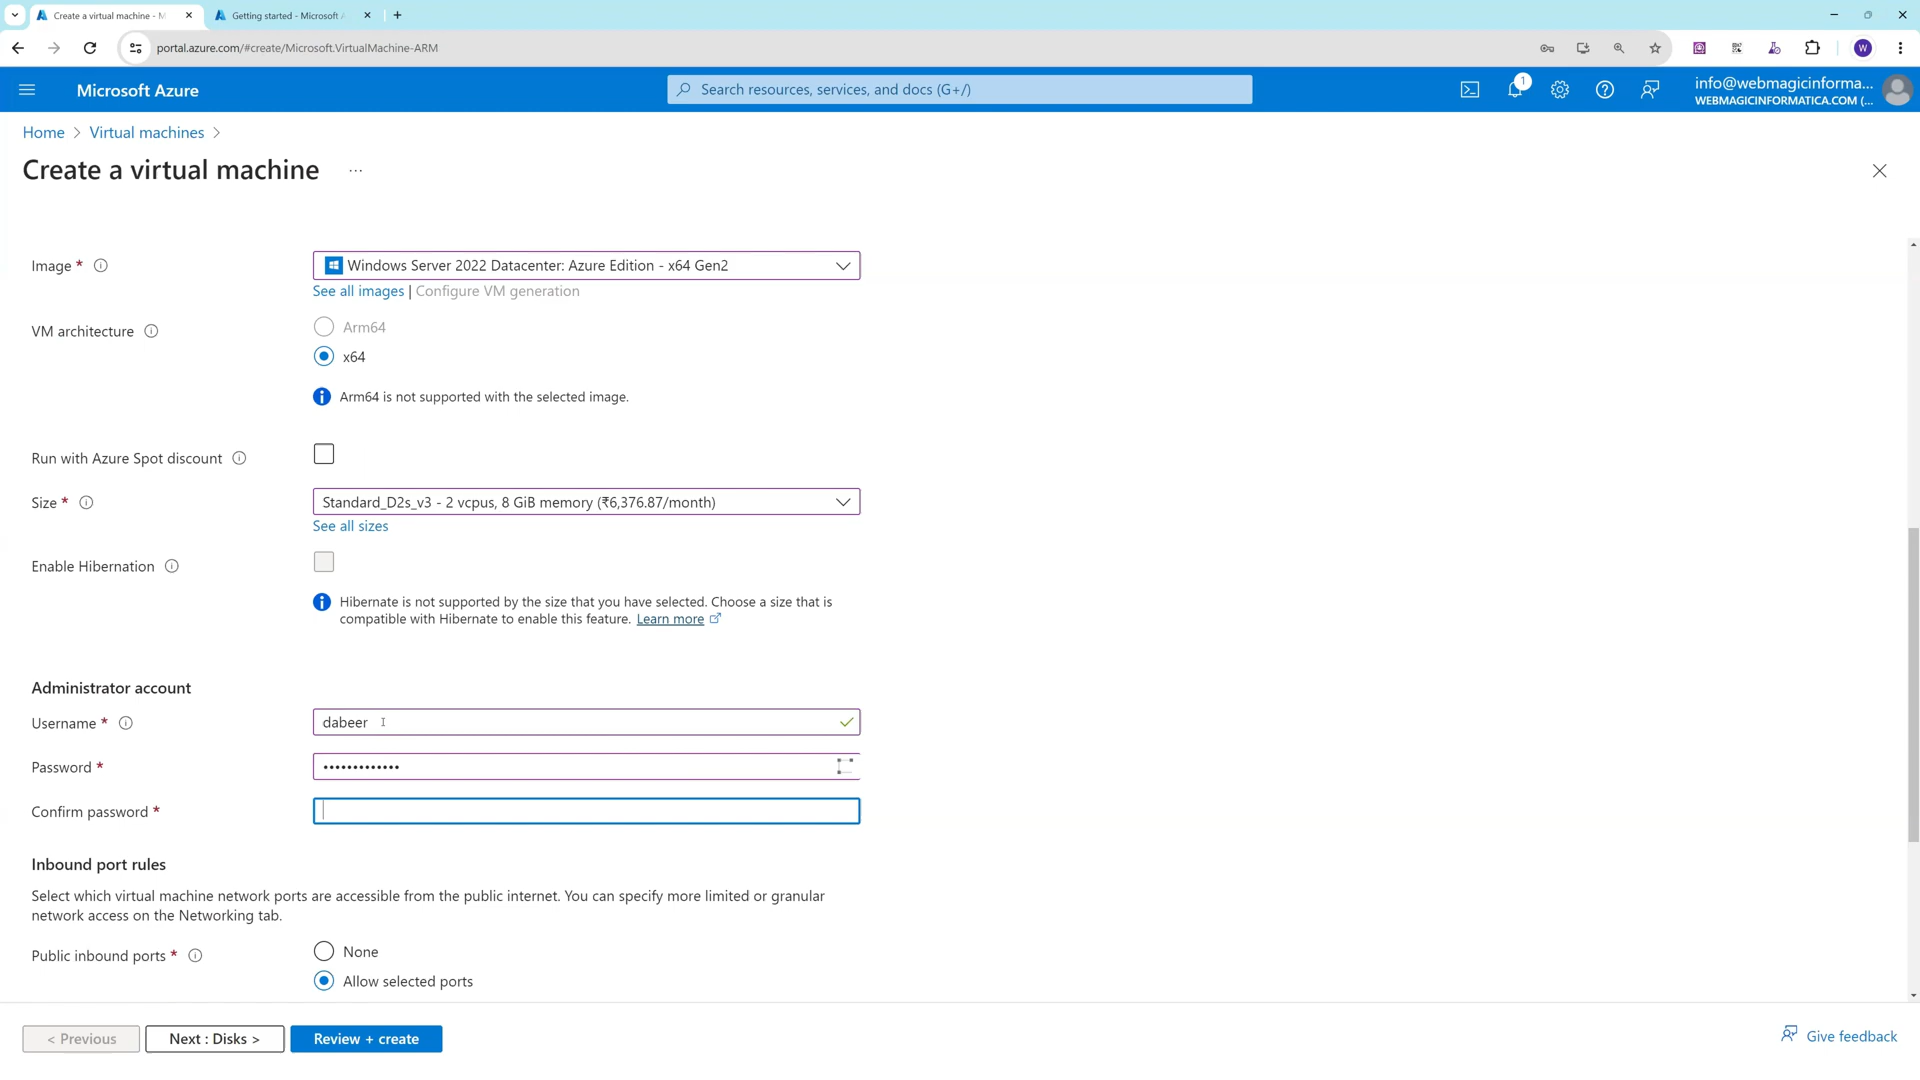 Create a virtual machine - M
Getting started - Microsoft A
portal.azure.com/#create/Microsoft.VirtualMachine-ARM
W
Microsoft Azure
Search resources, services, and docs (G+/)
1
info@webmagicinforma...
WEBMAGICINFORMATICA.COM (...
Home > Virtual machines >
Create a virtual machine ...
Image *
Windows Server 2022 Datacenter: Azure Edition - x64 Gen2
See all images | Configure VM generation
VM architecture
Arm64
x64
Arm64 is not supported with the selected image.
Run with Azure Spot discount
Size *
Standard_D2s_v3 - 2 vcpus, 8 GiB memory (₹6,376.87/month)
See all sizes
Enable Hibernation
Hibernate is not supported by the size that you have selected. Choose a size that is
compatible with Hibernate to enable this feature. Learn more
Administrator account
Username *
dabeer
Password *
•••••••••••••
Confirm password *
Inbound port rules
Select which virtual machine network ports are accessible from the public internet. You can specify more limited or granular
network access on the Networking tab.
Public inbound ports *
None
Allow selected ports
< Previous
Next : Disks >
Review + create
Give feedback